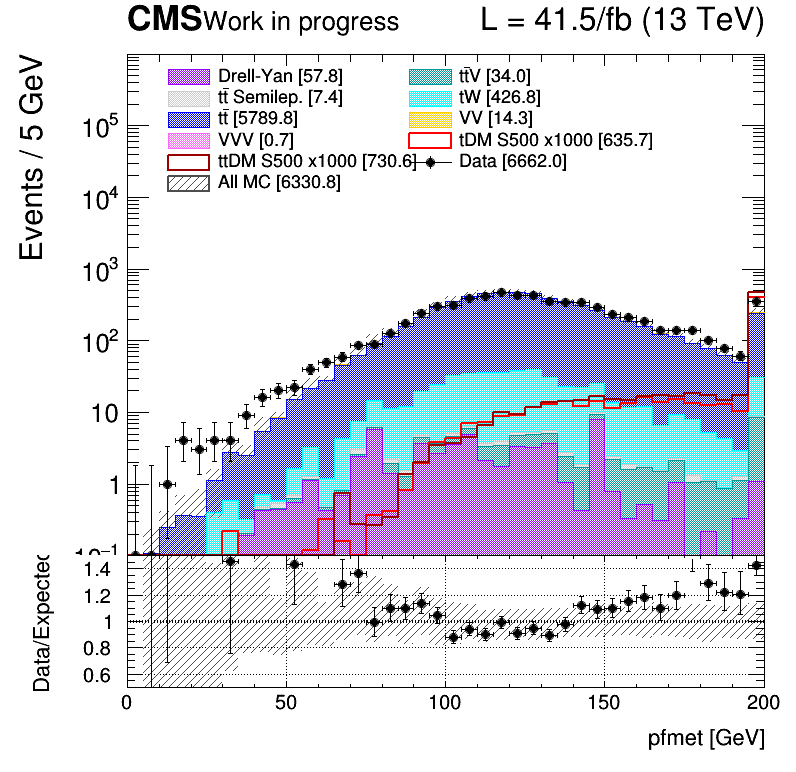 CMS Work in progress L = 41.5/fb (13 TeV)
Events / 5 GeV
Drell-Yan [57.8] tt̄V [34.0]
tt̄ Semilep. [7.4] tW [426.8]
tt̄ [5789.8] VV [14.3]
VVV [0.7] tDM S500 x1000 [635.7]
ttDM S500 x1000 [730.6] Data [6662.0]
All MC [6330.8]
10⁵
10⁴
10³
10²
10
1
10⁻¹
Data/Expected
1.4
1.2
1
0.8
0.6
0 50 100 150 200
pfmet [GeV]